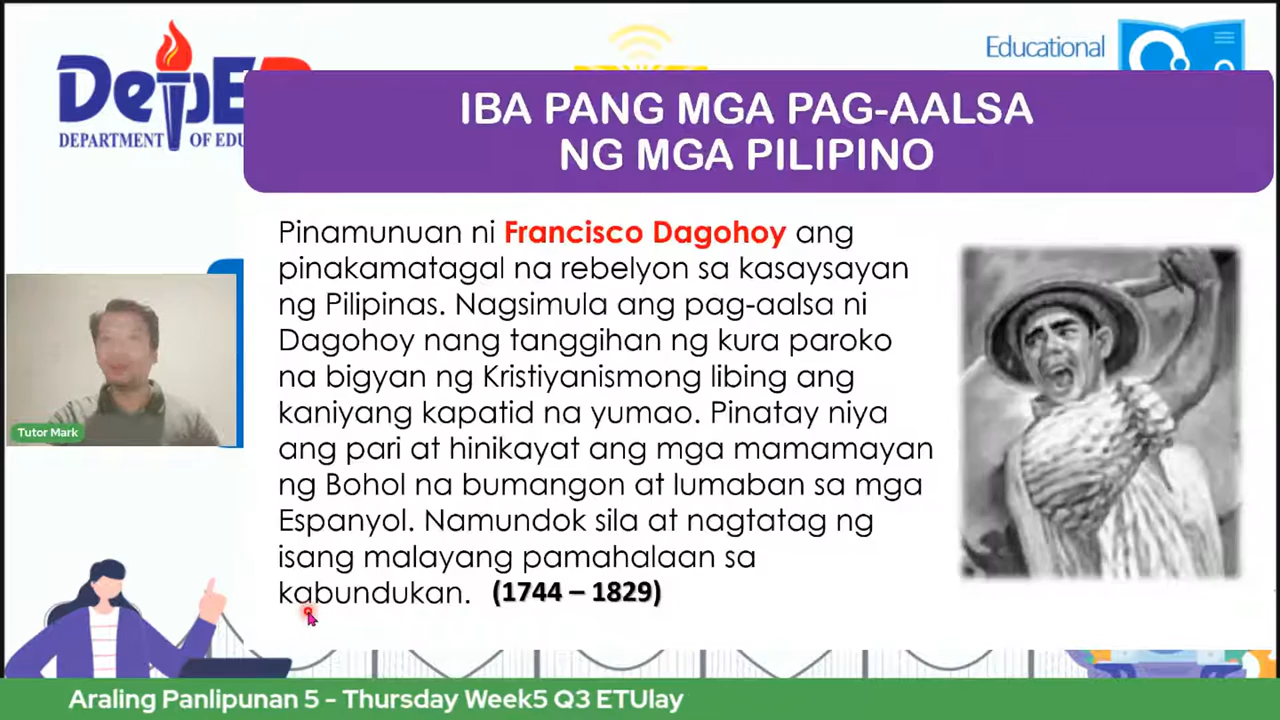 DepE
DEPARTMENT OF EDU
Educational
IBA PANG MGA PAG-AALSA
NG MGA PILIPINO
Pinamunuan ni Francisco Dagohoy ang
pinakamatagal na rebelyon sa kasaysayan
ng Pilipinas. Nagsimula ang pag-aalsa ni
Dagohoy nang tanggihan ng kura paroko
na bigyan ng Kristiyanismong libing ang
kaniyang kapatid na yumao. Pinatay niya
ang pari at hinikayat ang mga mamamayan
ng Bohol na bumangon at lumaban sa mga
Espanyol. Namundok sila at nagtatag ng
isang malayang pamahalaan sa
kabundukan. (1744 – 1829)
Tutor Mark
Araling Panlipunan 5 - Thursday Week5 Q3 ETUlay